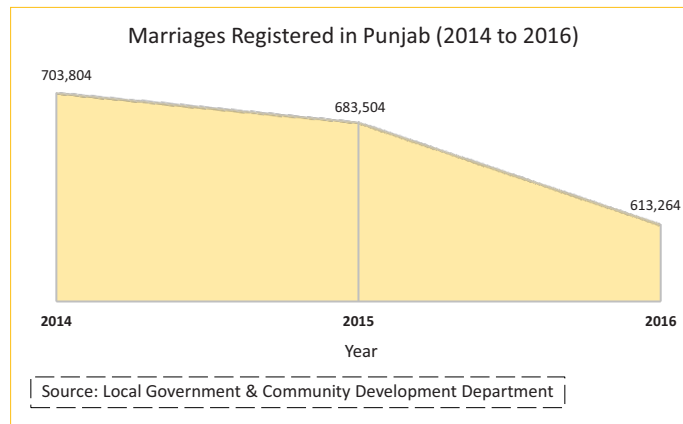 Marriages Registered in Punjab (2014 to 2016)
703,804
683,504
613,264
2014 2015 2016
Year
Source: Local Government & Community Development Department